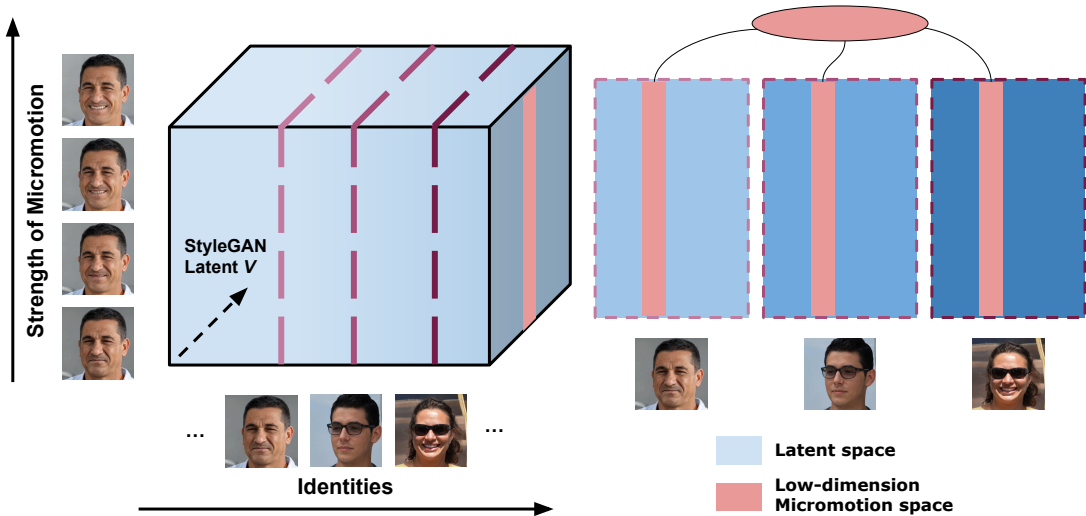 Strength of Micromotion
StyleGAN
Latent V
...
...
Identities
Latent space
Low-dimension
Micromotion space